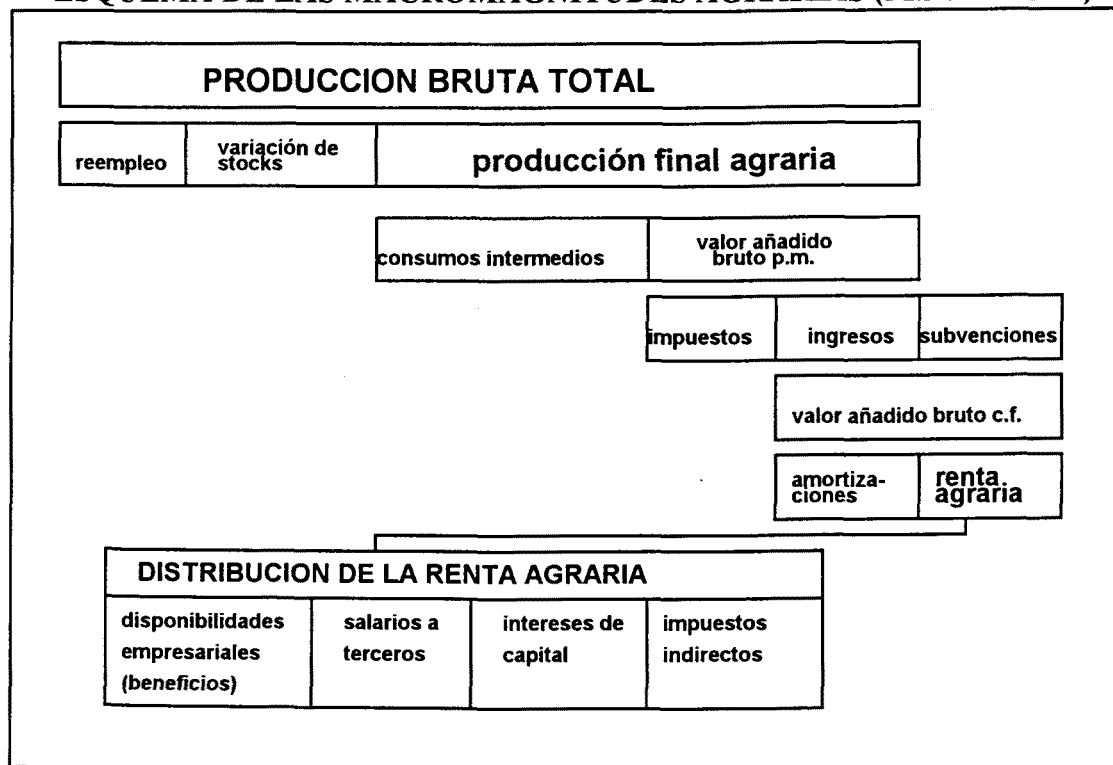 PRODUCCION BRUTA TOTAL
reempleo
variación de
stocks
producción final agraria
consumos intermedios
valor añadido
bruto p.m.
impuestos
ingresos
subvenciones
valor añadido bruto c.f.
amortiza-
ciones
renta
agraria
DISTRIBUCION DE LA RENTA AGRARIA
disponibilidades
empresariales
(beneficios)
salarios a
terceros
intereses de
capital
impuestos
indirectos